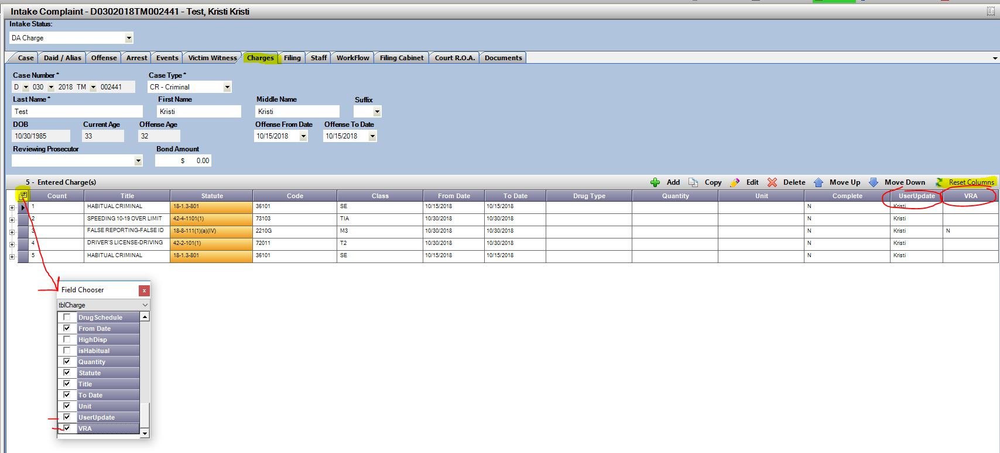 Intake Complaint - D0302018TM002441 - Test, Kristi Kristi
Intake Status:
DA Charge
Case Daid / Alias Offense Arrest Events Victim Witness Charges Filing Staff WorkFlow Filing Cabinet Court R.O.A. Documents
Case Number * Case Type *
D 030 2018 TM 002441 CR - Criminal
Last Name * First Name Middle Name Suffix
Test Kristi Kristi
DOB Current Age Offense Age Offense From Date Offense To Date
10/30/1985 33 32 10/15/2018 10/15/2018
Reviewing Prosecutor Bond Amount
$ 0.00
5 - Entered Charge(s) Add Copy Edit Delete Move Up Move Down Reset Columns
Count Title Statute Code Class From Date To Date Drug Type Quantity Unit Complete UserUpdate VRA
1 HABITUAL CRIMINAL 18-1.3-801 36101 SE 10/15/2018 10/15/2018 N Kristi
2 SPEEDING 10-19 OVER LIMIT 42-4-1101(1) 73103 TIA 10/30/2018 10/30/2018 N Kristi
3 FALSE REPORTING-FALSE ID 18-8-111(1)(a)(IV) 2210G M3 10/30/2018 10/30/2018 N Kristi N
4 DRIVER'S LICENSE-DRIVING 42-2-101(1) 72011 T2 10/30/2018 10/30/2018 N Kristi
5 HABITUAL CRIMINAL 18-1.3-801 36101 SE 10/15/2018 10/15/2018 N Kristi
Field Chooser x
tblCharge
DrugSchedule
From Date
HighDisp
isHabitual
Quantity
Statute
Title
To Date
Unit
UserUpdate
VRA